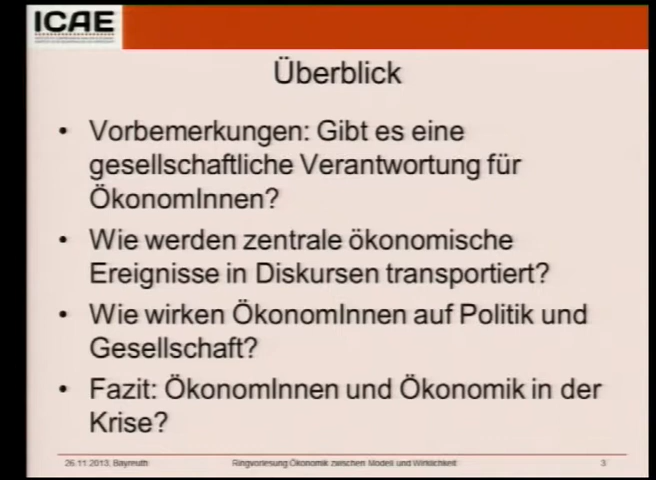 ICAE
Überblick
• Vorbemerkungen: Gibt es eine
gesellschaftliche Verantwortung für
ÖkonomInnen?
• Wie werden zentrale ökonomische
Ereignisse in Diskursen transportiert?
• Wie wirken ÖkonomInnen auf Politik und
Gesellschaft?
• Fazit: ÖkonomInnen und Ökonomik in der
Krise?
26.11.2013, Bayreuth Ringvorlesung Ökonomik zwischen Modell und Wirklichkeit 3